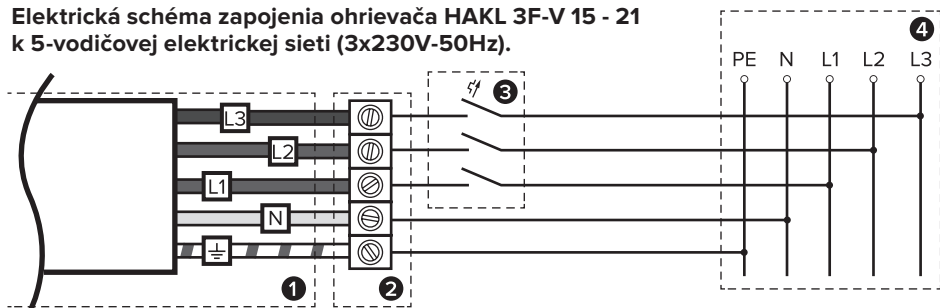 Elektrická schéma zapojenia ohrievača HAKL 3F-V 15 - 21
k 5-vodičovej elektrickej sieti (3x230V-50Hz).
4
PE N L1 L2 L3
3
L3
L2
L1
N
1
2